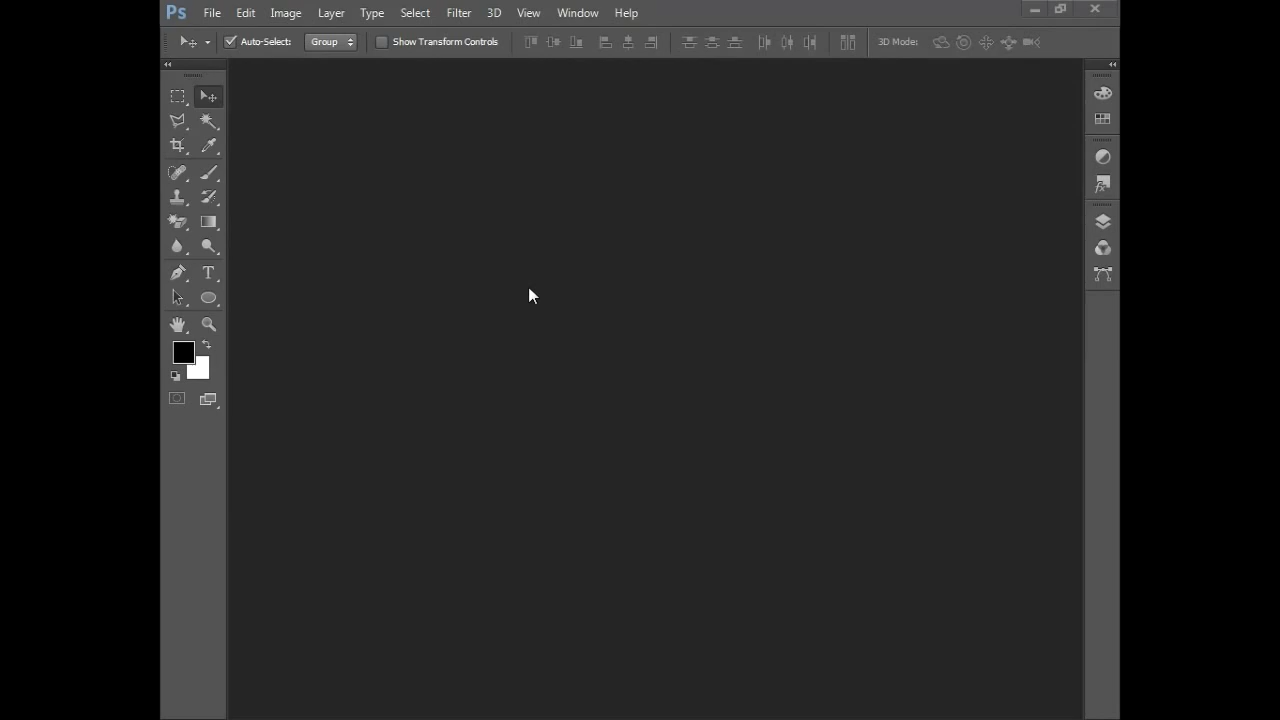 Ps File Edit Image Layer Type Select Filter 3D View Window Help
Auto-Select: Group Show Transform Controls 3D Mode:
T